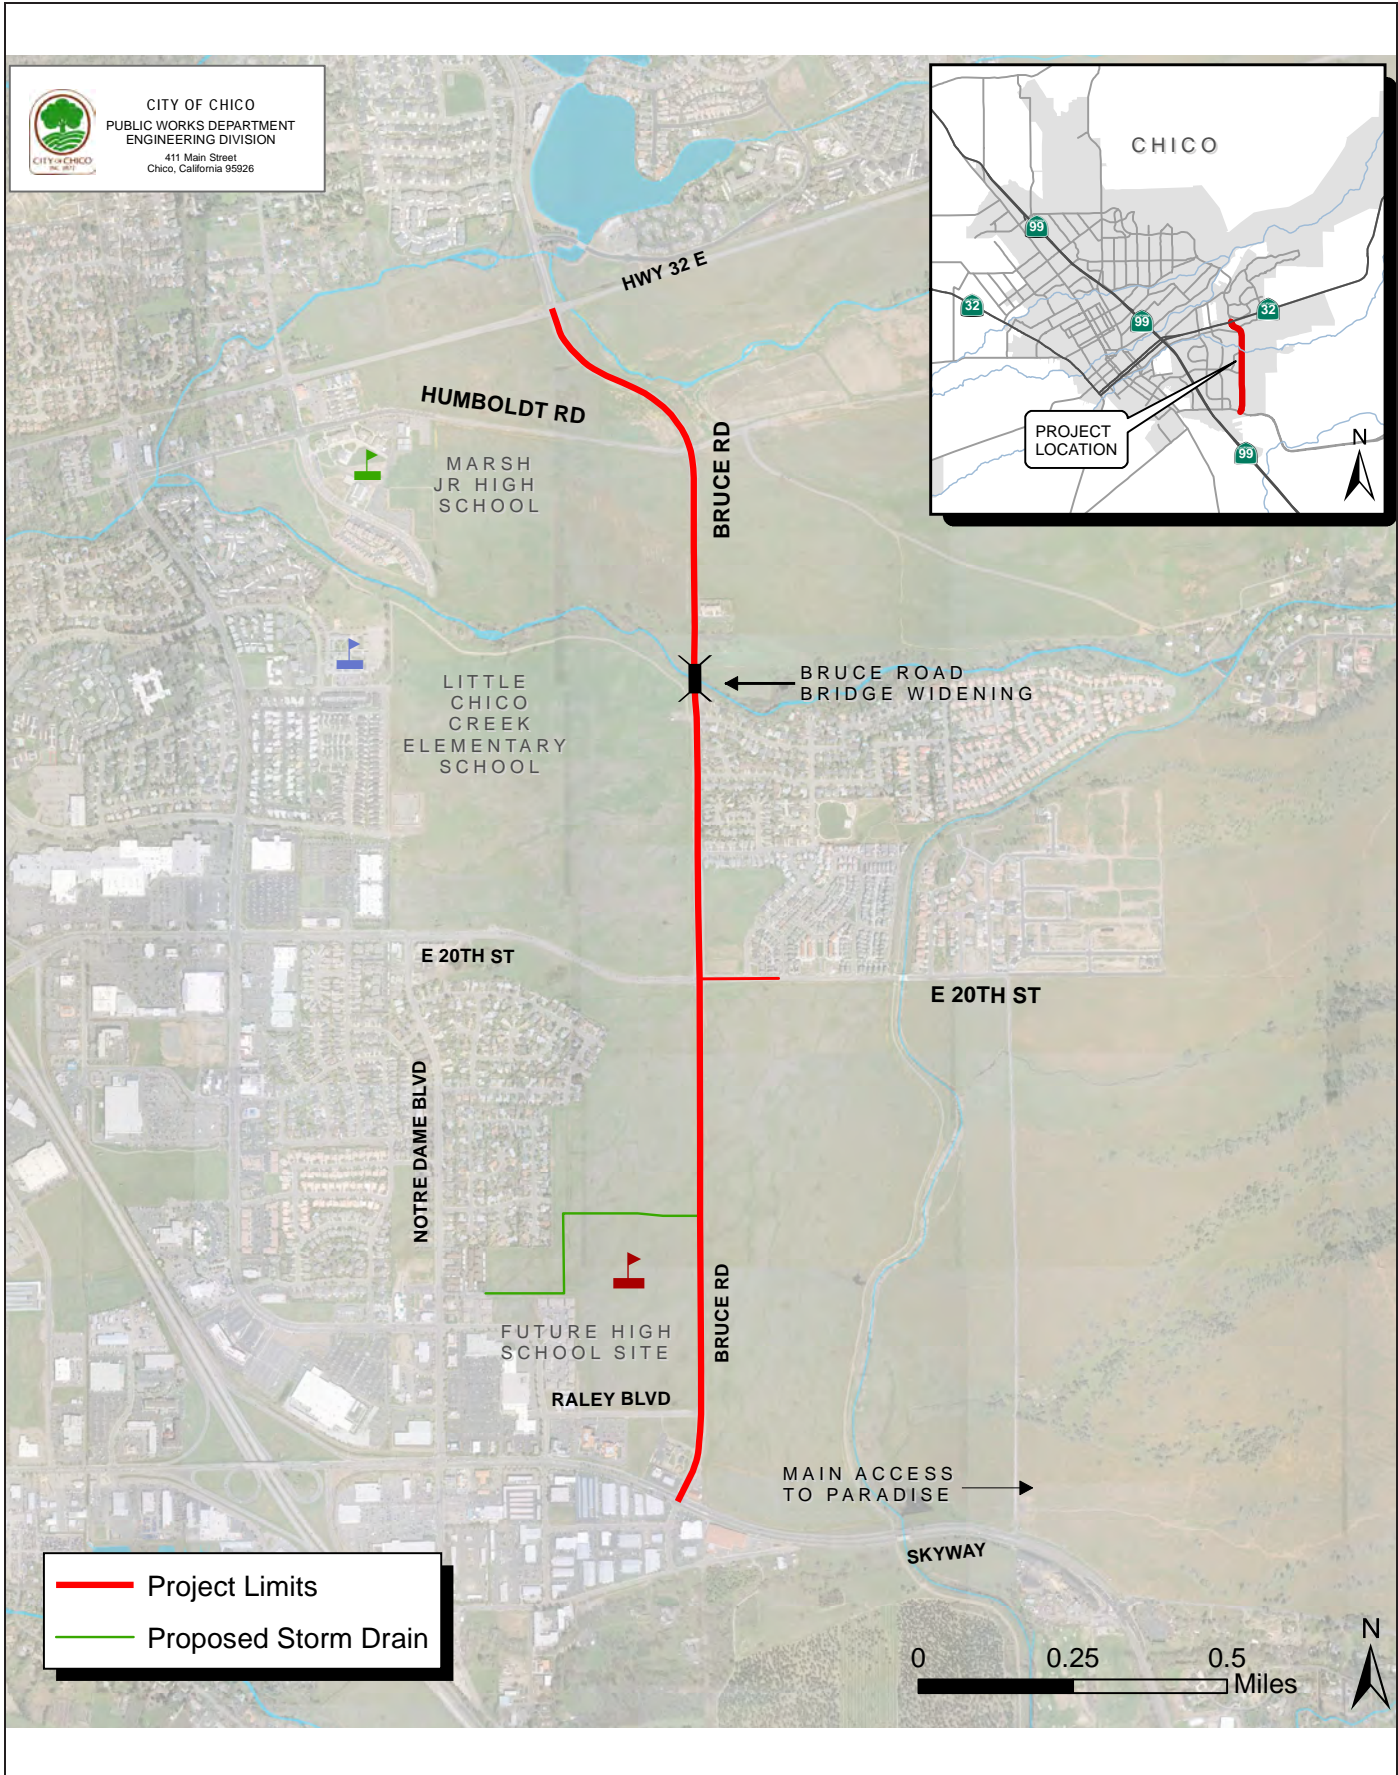 CITY OF CHICO
PUBLIC WORKS DEPARTMENT
ENGINEERING DIVISION
411 Main Street
Chico, California 95926
CITY OF CHICO
CHICO
99
32
99
32
PROJECT
LOCATION
99
N
HWY 32 E
HUMBOLDT RD
BRUCE RD
MARSH
JR HIGH
SCHOOL
BRUCE ROAD
BRIDGE WIDENING
LITTLE
CHICO
CREEK
ELEMENTARY
SCHOOL
E 20TH ST
E 20TH ST
NOTRE DAME BLVD
BRUCE RD
FUTURE HIGH
SCHOOL SITE
RALEY BLVD
MAIN ACCESS
TO PARADISE
SKYWAY
Project Limits
Proposed Storm Drain
0 0.25 0.5
Miles
N